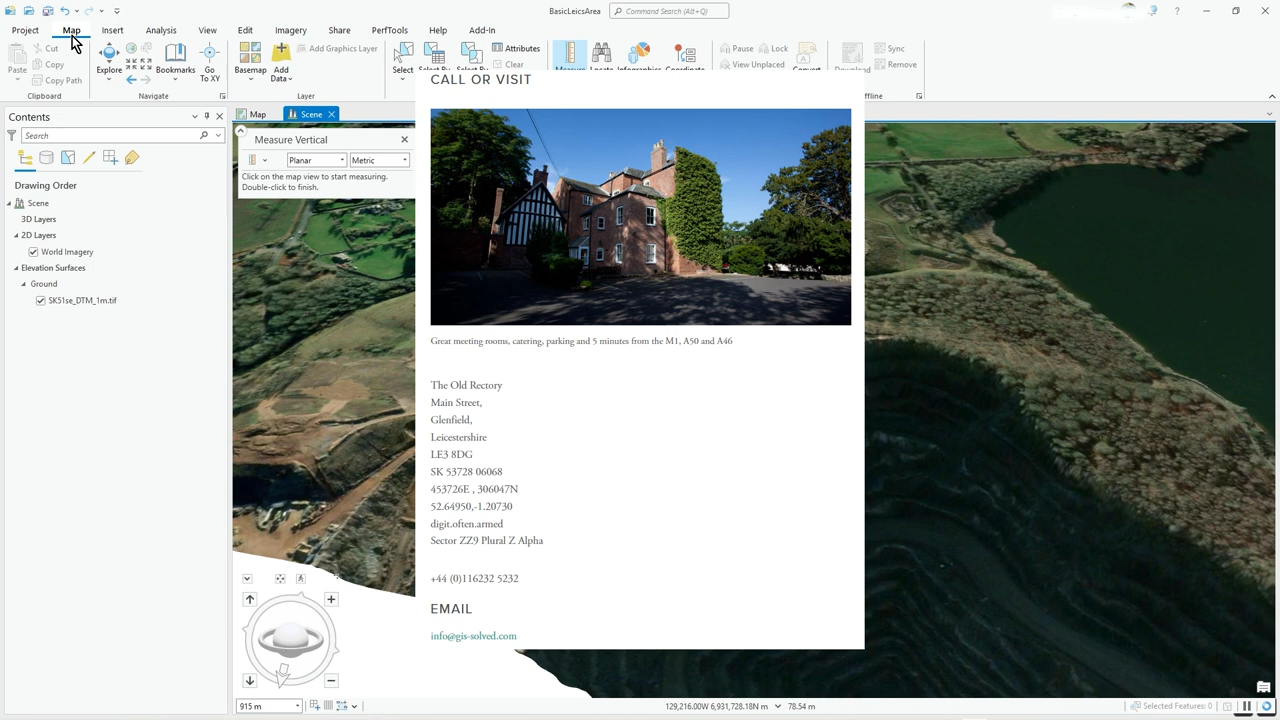 BasicLeicsArea
Command Search (Alt+Q)
Project Map Insert Analysis View Edit Imagery Share PerfTools Help Add-In
Paste
Cut
Copy
Copy Path
Clipboard
Explore
Bookmarks
Go To XY
Navigate
Basemap
Add Data
Add Graphics Layer
Layer
Select
Attributes
Clear
Pause
Lock
View Unplaced
Convert
Download
Sync
Remove
Contents
Search
Drawing Order
Scene
3D Layers
2D Layers
World Imagery
Elevation Surfaces
Ground
SK51se_DTM_1m.tif
Map
Scene
Measure Vertical
Planar
Metric
Click on the map view to start measuring.
Double-click to finish.
CALL OR VISIT
Great meeting rooms, catering, parking and 5 minutes from the M1, A50 and A46
The Old Rectory
Main Street,
Glenfield,
Leicestershire
LE3 8DG
SK 53728 06068
453726E , 306047N
52.64950,-1.20730
digit.often.armed
Sector ZZ9 Plural Z Alpha
+44 (0)116232 5232
EMAIL
info@gis-solved.com
915 m
129,216.00W 6,931,728.18N m
78.54 m
Selected Features: 0